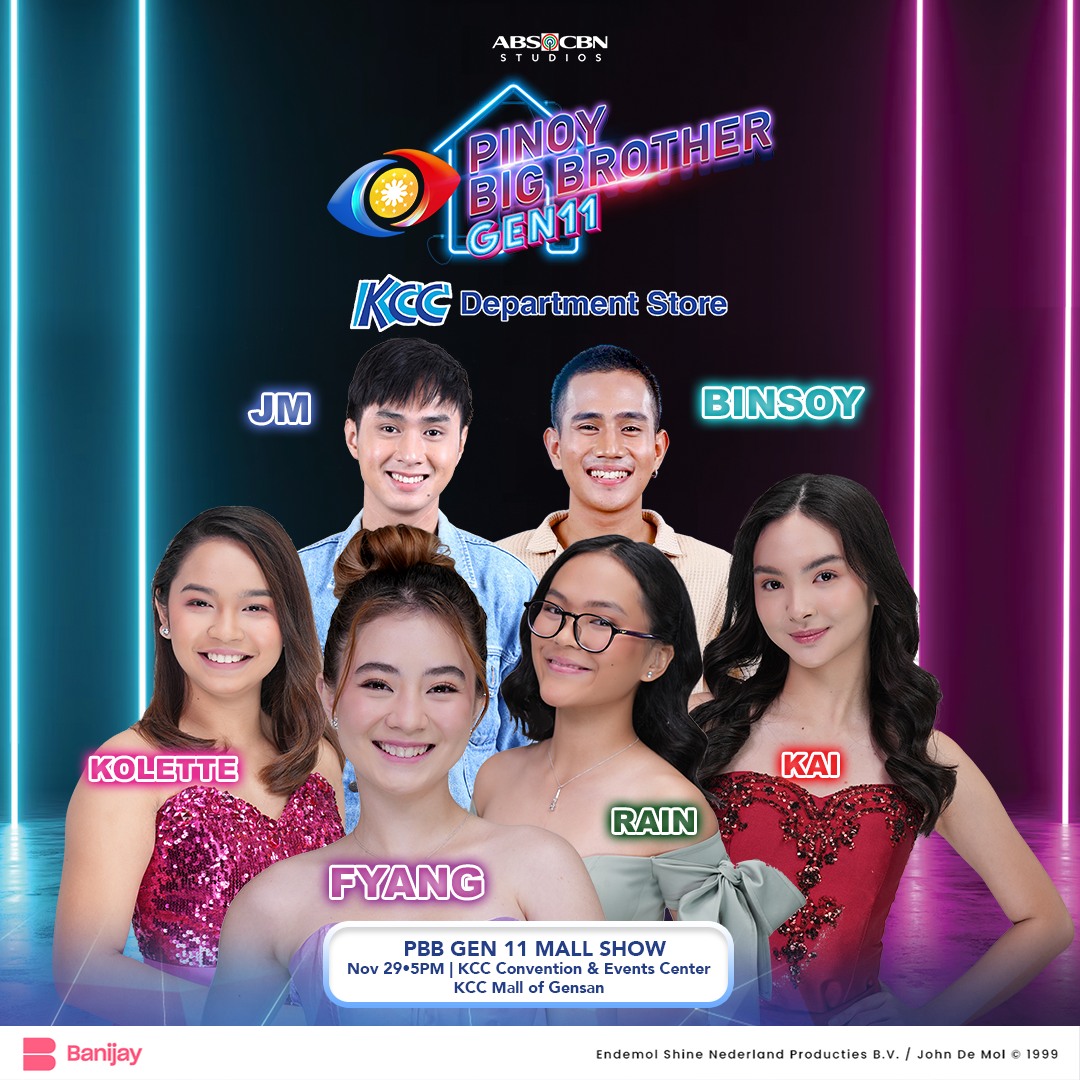 ABS-CBN
STUDIOS
PINOY
BIG BROTHER
GEN11
KCC Department Store
JM
BINSOY
KOLETTE
KAI
RAIN
FYANG
PBB GEN 11 MALL SHOW
Nov 29•5PM | KCC Convention & Events Center
KCC Mall of Gensan
Banijay
Endemol Shine Nederland Producties B.V. / John De Mol © 1999